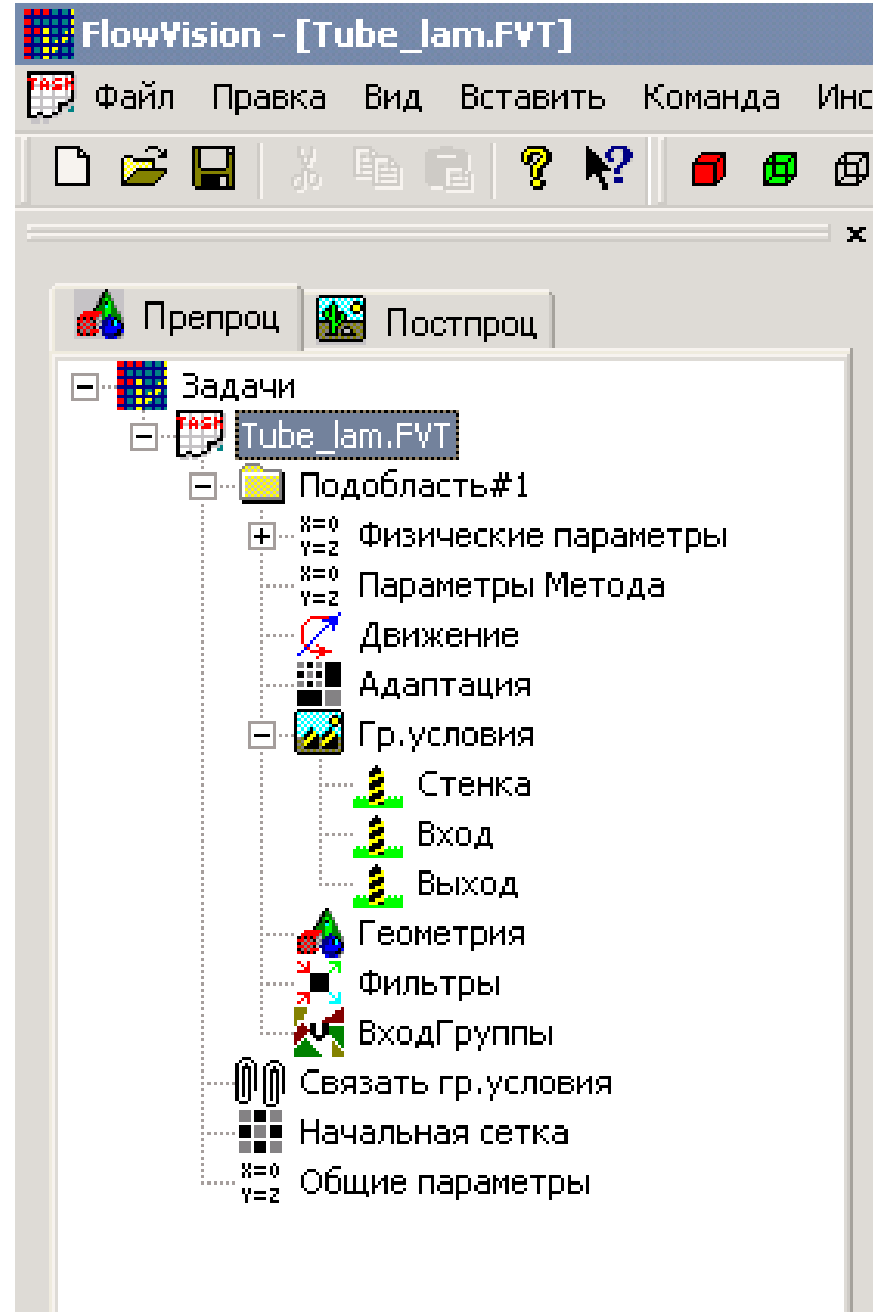 FlowVision - [Tube_lam.FVT]
Файл Правка Вид Вставить Команда Инс
Препроц Постпроц
Задачи
Tube_lam.FVT
Подобласть#1
Физические параметры
Параметры Метода
Движение
Адаптация
Гр.условия
Стенка
Вход
Выход
Геометрия
Фильтры
ВходГруппы
Связать гр.условия
Начальная сетка
Общие параметры